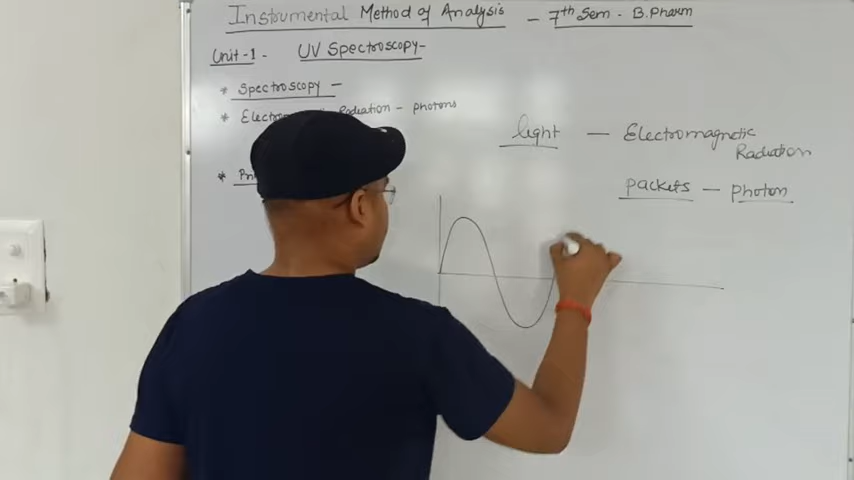 Instrumental Method of Analysis - 7th Sem - B.Pharm
Unit-1 - UV Spectroscopy-
* Spectroscopy -
* Radiation - photons
*
light - Electromagnetic
Radiation
packets - photon